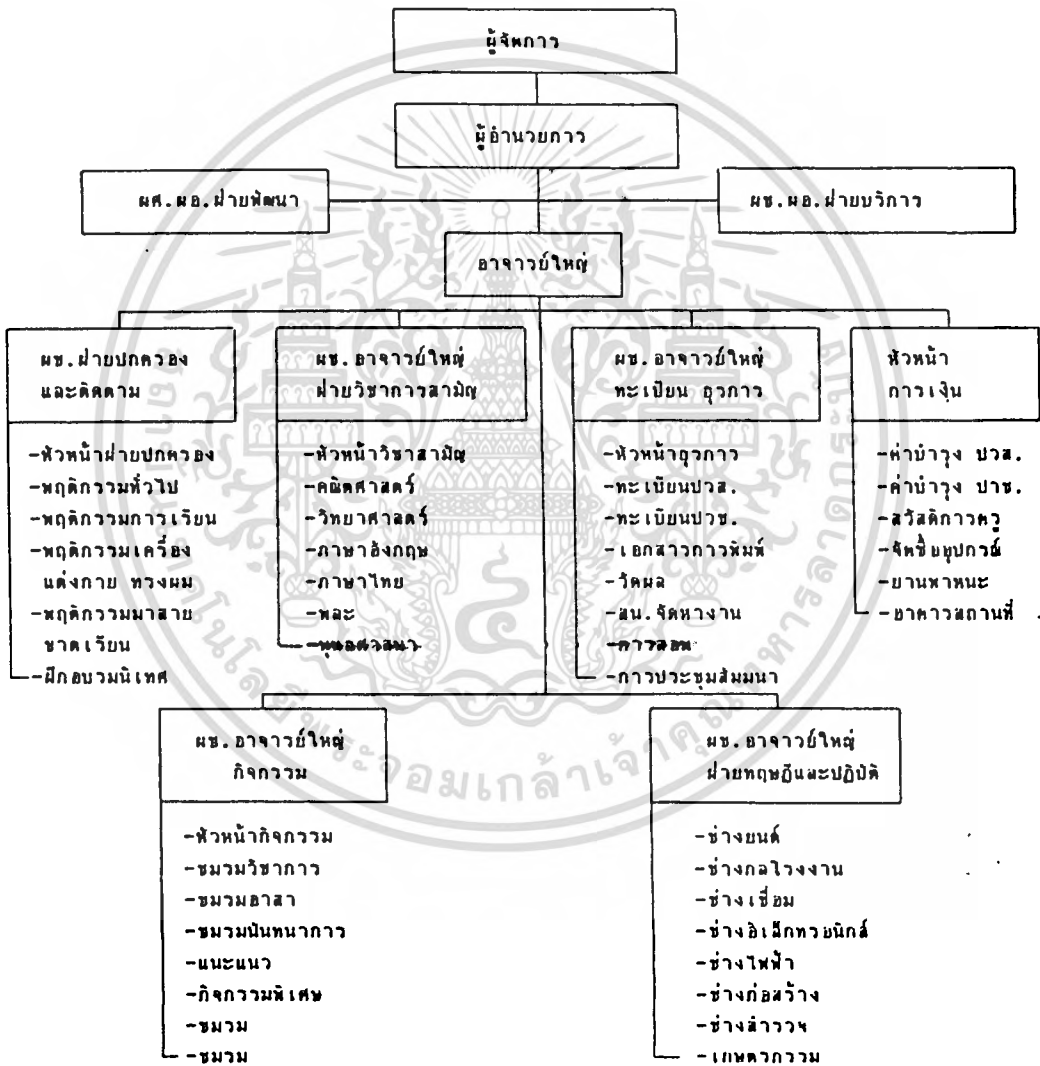 ผู้จัดการ
ผู้อำนวยการ
ผศ.ผอ.ฝ่ายพัฒนา
ผช.ผอ.ฝ่ายบริการ
อาจารย์ใหญ่
ผช.ฝ่ายปกครอง
และติดตาม
-หัวหน้าฝ่ายปกครอง
-พฤติกรรมทั่วไป
-พฤติกรรมการเรียน
-พฤติกรรมเครื่อง
แต่งกาย ทรงผม
-พฤติกรรมมาสาย
ขาดเรียน
-ฝึกอบรมนิเทศ
ผช.อาจารย์ใหญ่
ฝ่ายวิชาการสามัญ
-หัวหน้าวิชาสามัญ
-คณิตศาสตร์
-วิทยาศาสตร์
-ภาษาอังกฤษ
-ภาษาไทย
-พละ
-พุทธศาสนา
ผช.อาจารย์ใหญ่
ทะเบียน ธุรการ
-หัวหน้าธุรการ
-ทะเบียนปวส.
-ทะเบียนปวช.
-เอกสารการพิมพ์
-วัดผล
-สน.จัดหางาน
-การสอน
-การประชุมสัมมนา
หัวหน้า
การเงิน
-ค่าบำรุง ปวส.
-ค่าบำรุง ปวช.
-สวัสดิการครู
-จัดซื้ออุปกรณ์
-ยานพาหนะ
-อาคารสถานที่
ผช.อาจารย์ใหญ่
กิจกรรม
-หัวหน้ากิจกรรม
-ชมรมวิชาการ
-ชมรมอาสา
-ชมรมนันทนาการ
-แนะแนว
-กิจกรรมพิเศษ
-ชมรม
-ชมรม
ผช.อาจารย์ใหญ่
ฝ่ายทฤษฎีและปฏิบัติ
-ช่างยนต์
-ช่างกลโรงงาน
-ช่างเชื่อม
-ช่างอิเล็กทรอนิกส์
-ช่างไฟฟ้า
-ช่างก่อสร้าง
-ช่างสำรวจ
-เกษตรกรรม